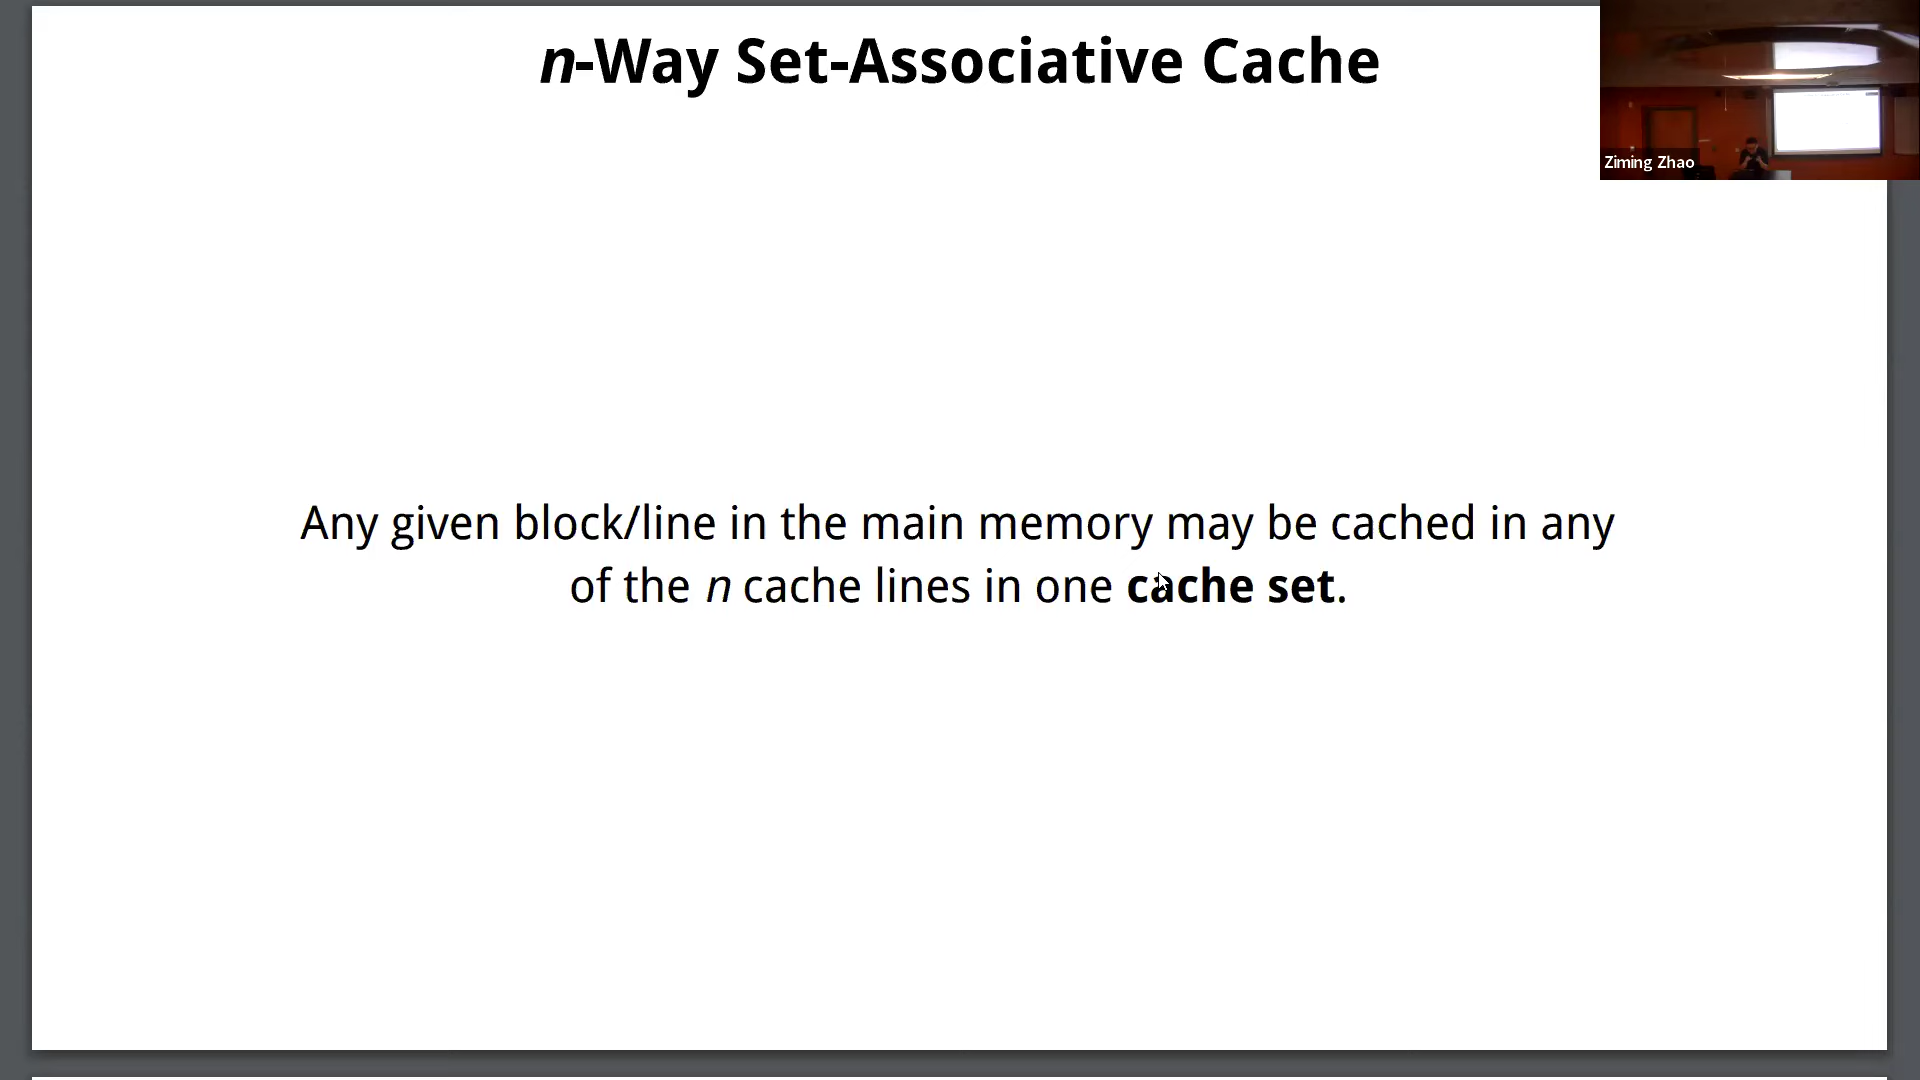 n-Way Set-Associative Cache
Ziming Zhao
Any given block/line in the main memory may be cached in any
of the n cache lines in one cache set.